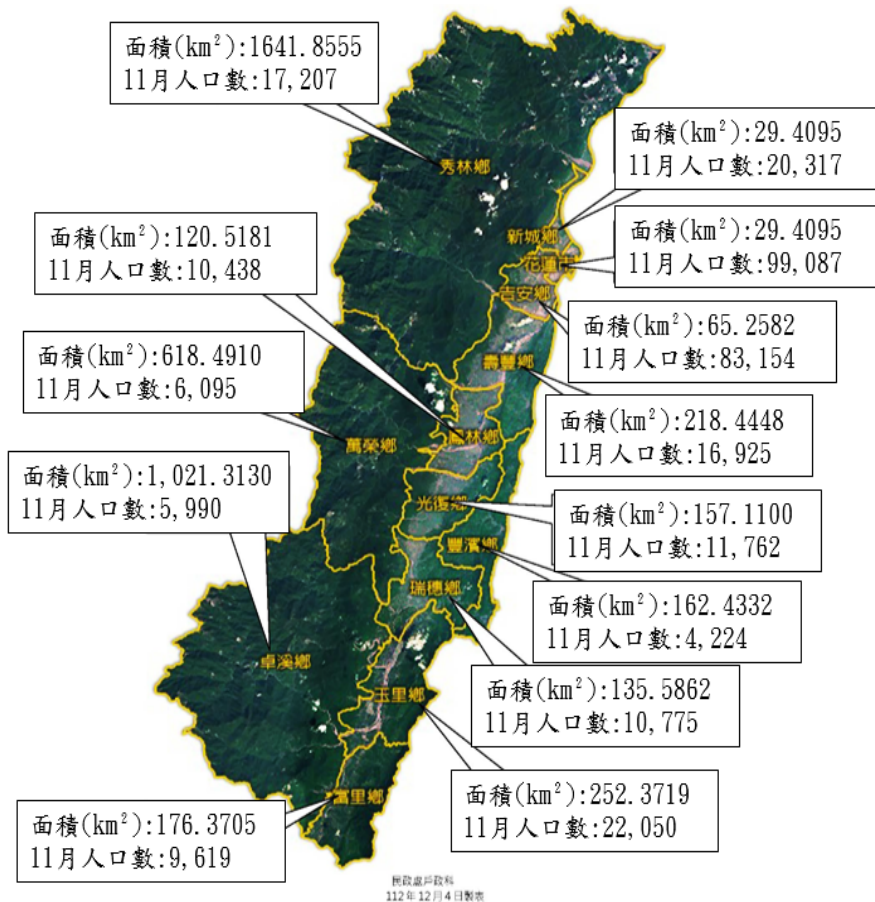 面積(km²):1641.8555
11月人口數:17,207
面積(km²):29.4095
11月人口數:20,317
秀林鄉
新城鄉
面積(km²):120.5181
11月人口數:10,438
面積(km²):29.4095
11月人口數:99,087
花蓮市
吉安鄉
面積(km²):65.2582
11月人口數:83,154
面積(km²):618.4910
11月人口數:6,095
壽豐鄉
面積(km²):218.4448
11月人口數:16,925
鳳林鄉
萬榮鄉
面積(km²):1,021.3130
11月人口數:5,990
光復鄉
面積(km²):157.1100
11月人口數:11,762
豐濱鄉
瑞穗鄉
面積(km²):162.4332
11月人口數:4,224
卓溪鄉
玉里鄉
面積(km²):135.5862
11月人口數:10,775
富里鄉
面積(km²):252.3719
11月人口數:22,050
面積(km²):176.3705
11月人口數:9,619
民政處戶政科
112年12月4日製表